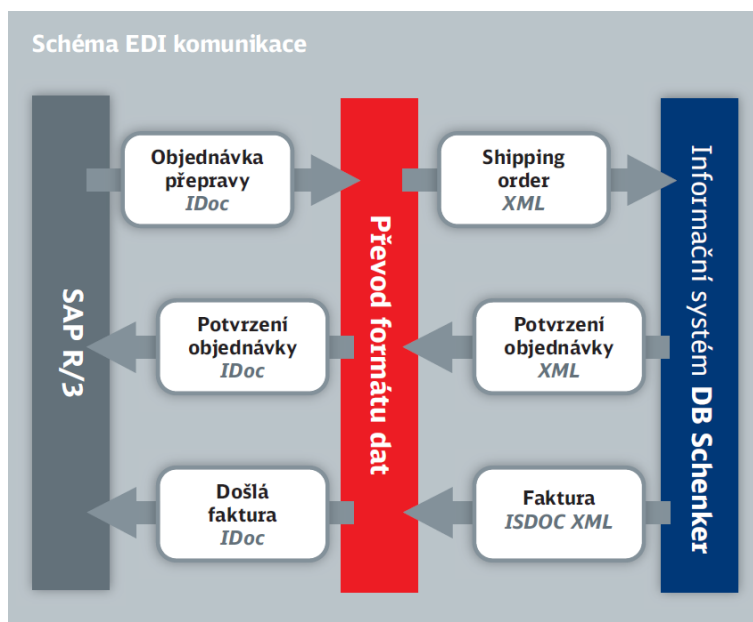 Schéma EDI komunikace
SAP R/3
Objednávka
přepravy
IDoc
Převod formátu dat
Shipping
order
XML
Informační systém DB Schenker
Potvrzení
objednávky
IDoc
Potvrzení
objednávky
XML
Došlá
faktura
IDoc
Faktura
ISDOC XML